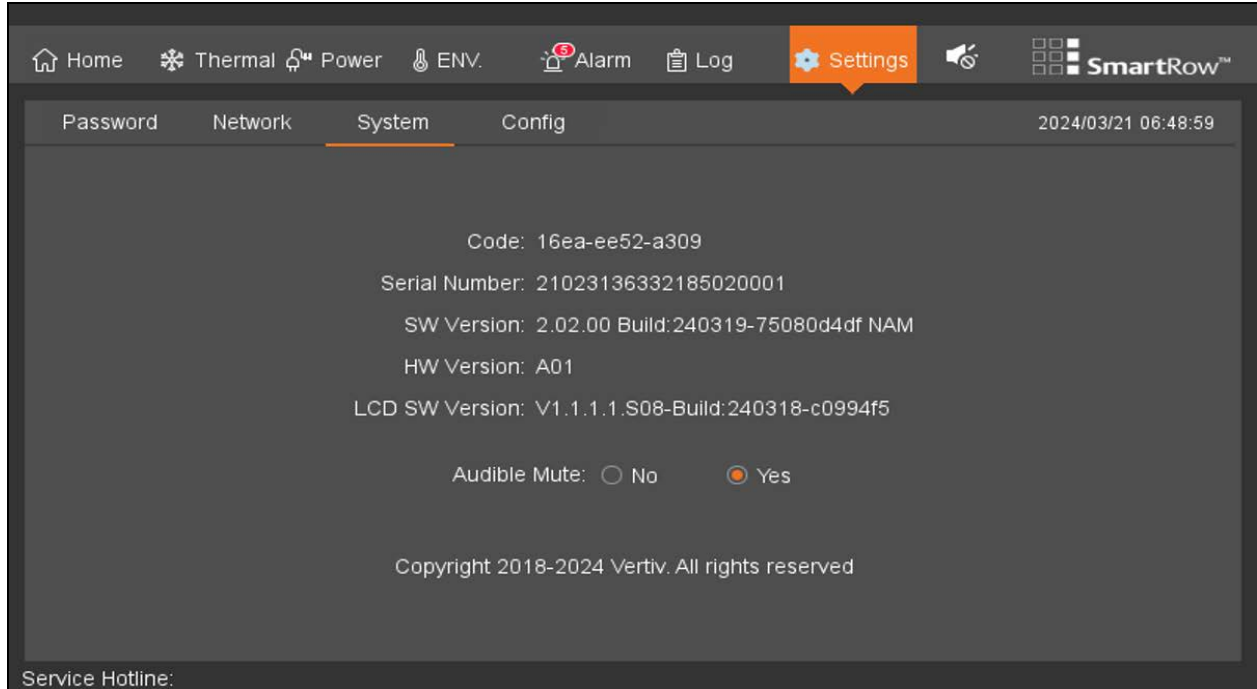 Home Thermal Power ENV. 5 Alarm Log Settings SmartRow™
Password Network System Config 2024/03/21 06:48:59
Code: 16ea-ee52-a309
Serial Number: 21023136332185020001
SW Version: 2.02.00 Build:240319-75080d4df NAM
HW Version: A01
LCD SW Version: V1.1.1.1.S08-Build:240318-c0994f5
Audible Mute: No Yes
Copyright 2018-2024 Vertiv. All rights reserved
Service Hotline: